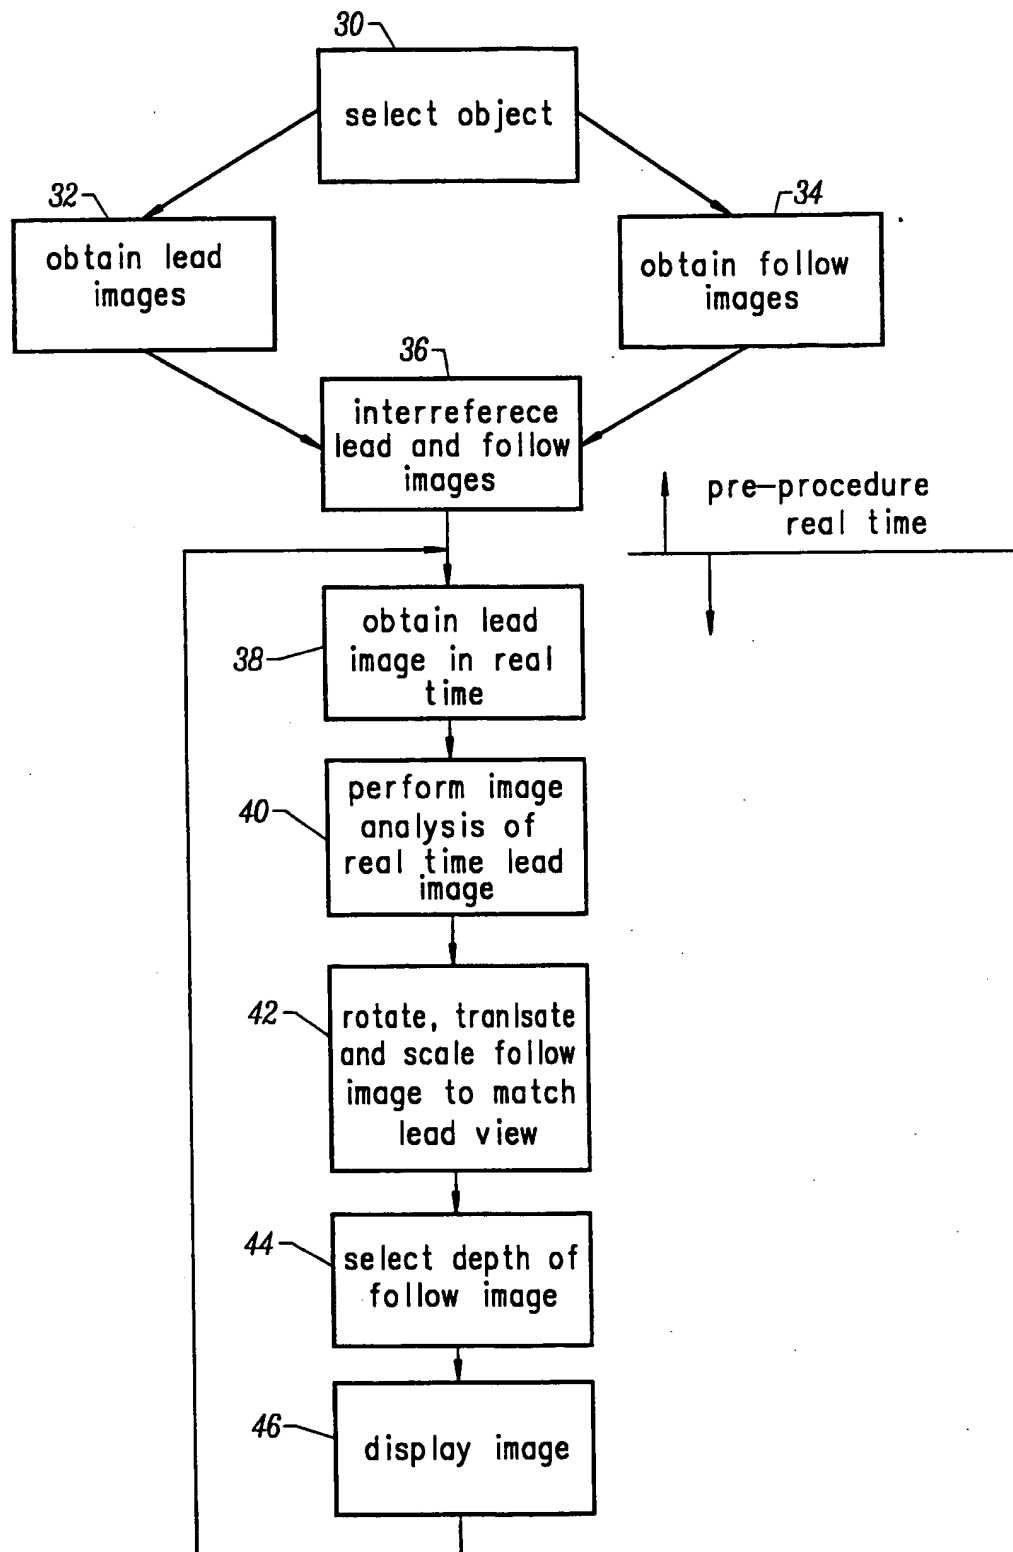 30
select object
32
obtain lead
images
34
obtain follow
images
36
interreferece
lead and follow
images
pre-procedure
real time
38
obtain lead
image in real
time
40
perform image
analysis of
real time lead
image
42
rotate, tranlsate
and scale follow
image to match
lead view
44
select depth of
follow image
46
display image